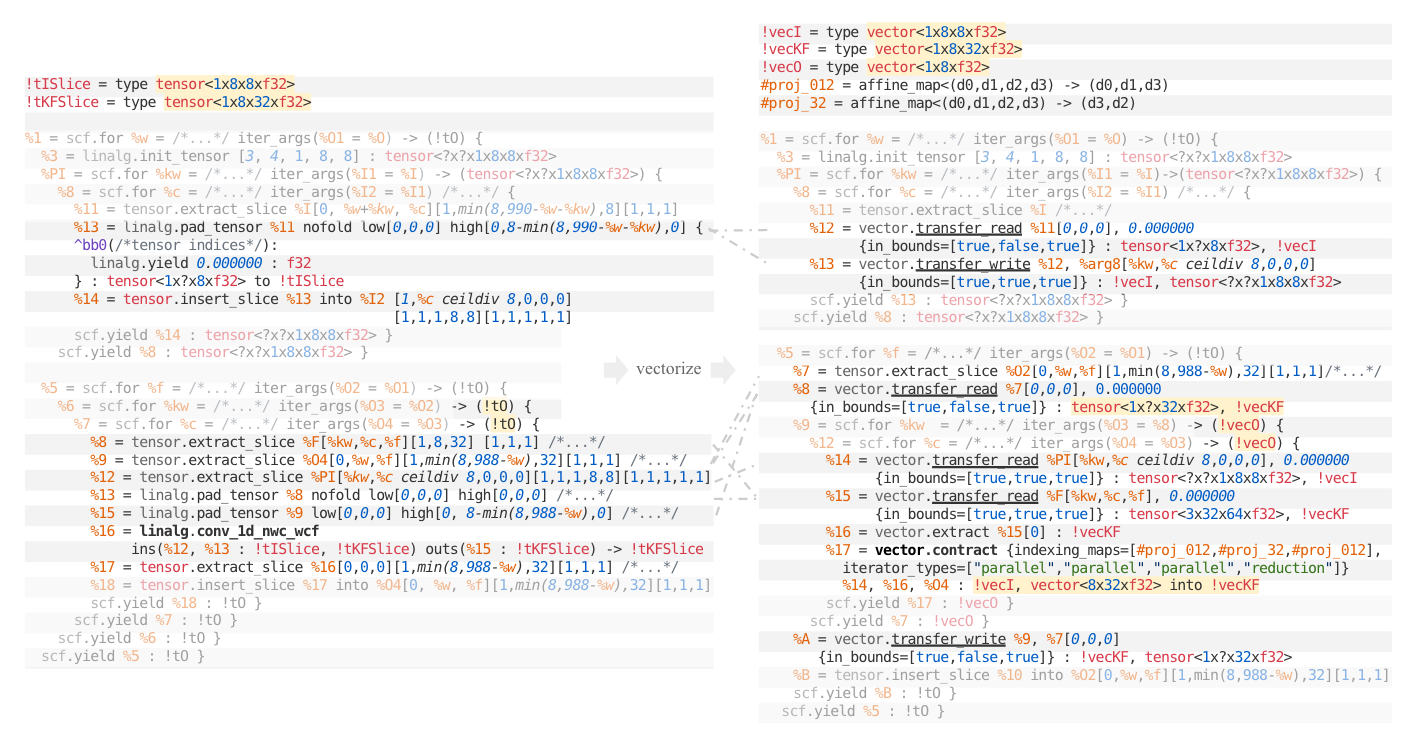 !tISlice = type tensor<1x8x8xf32>
!tKFSlice = type tensor<1x8x32xf32>
%1 = scf.for %w = /*...*/ iter_args(%O1 = %0) -> (!tO) {
%3 = linalg.init_tensor [3, 4, 1, 8, 8] : tensor<?x?x1x8x8xf32>
%PI = scf.for %kw = /*...*/ iter_args(%I1 = %I) -> (tensor<?x?x1x8x8xf32>) {
%8 = scf.for %c = /*...*/ iter_args(%I2 = %I1) /*...*/ {
%11 = tensor.extract_slice %I[0, %w+%kw, %c][1,min(8,990-%w-%kw),8][1,1,1]
%13 = linalg.pad_tensor %11 nofold low[0,0,0] high[0,8-min(8,990-%w-%kw),0] {
^bb0(/*tensor indices*/):
linalg.yield 0.000000 : f32
} : tensor<1x?x8xf32> to !tISlice
%14 = tensor.insert_slice %13 into %I2 [1,%c ceildiv 8,0,0,0]
[1,1,1,8,8][1,1,1,1,1]
scf.yield %14 : tensor<?x?x1x8x8xf32> }
scf.yield %8 : tensor<?x?x1x8x8xf32> }
%5 = scf.for %f = /*...*/ iter_args(%O2 = %O1) -> (!tO) {
%6 = scf.for %kw = /*...*/ iter_args(%O3 = %O2) -> (!tO) {
%7 = scf.for %c = /*...*/ iter_args(%O4 = %O3) -> (!tO) {
%8 = tensor.extract_slice %F[%kw,%c,%f][1,8,32] [1,1,1] /*...*/
%9 = tensor.extract_slice %O4[0,%w,%f][1,min(8,988-%w),32][1,1,1] /*...*/
%12 = tensor.extract_slice %PI[%kw,%c ceildiv 8,0,0,0][1,1,1,8,8][1,1,1,1,1]
%13 = linalg.pad_tensor %8 nofold low[0,0,0] high[0,0,0] /*...*/
%15 = linalg.pad_tensor %9 low[0,0,0] high[0, 8-min(8,988-%w),0] /*...*/
%16 = linalg.conv_1d_nwc_wcf
ins(%12, %13 : !tISlice, !tKFSlice) outs(%15 : !tKFSlice) -> !tKFSlice
%17 = tensor.extract_slice %16[0,0,0][1,min(8,988-%w),32][1,1,1] /*...*/
%18 = tensor.insert_slice %17 into %O4[0, %w, %f][1,min(8,988-%w),32][1,1,1]
scf.yield %18 : !tO }
scf.yield %7 : !tO }
scf.yield %6 : !tO }
scf.yield %5 : !tO }
vectorize
!vecI = type vector<1x8x8xf32>
!vecKF = type vector<1x8x32xf32>
!vecO = type vector<1x8xf32>
#proj_012 = affine_map<(d0,d1,d2,d3) -> (d0,d1,d3)
#proj_32 = affine_map<(d0,d1,d2,d3) -> (d3,d2)
%1 = scf.for %w = /*...*/ iter_args(%O1 = %0) -> (!tO) {
%3 = linalg.init_tensor [3, 4, 1, 8, 8] : tensor<?x?x1x8x8xf32>
%PI = scf.for %kw = /*...*/ iter_args(%I1 = %I)->(tensor<?x?x1x8x8xf32>) {
%8 = scf.for %c = /*...*/ iter_args(%I2 = %I1) /*...*/ {
%11 = tensor.extract_slice %I /*...*/
%12 = vector.transfer_read %11[0,0,0], 0.000000
{in_bounds=[true,false,true]} : tensor<1x?x8xf32>, !vecI
%13 = vector.transfer_write %12, %arg8[%kw,%c ceildiv 8,0,0,0]
{in_bounds=[true,true,true]} : !vecI, tensor<?x?x1x8x8xf32>
scf.yield %13 : tensor<?x?x1x8x8xf32> }
scf.yield %8 : tensor<?x?x1x8x8xf32> }
%5 = scf.for %f = /*...*/ iter_args(%O2 = %O1) -> (!tO) {
%7 = tensor.extract_slice %O2[0,%w,%f][1,min(8,988-%w),32][1,1,1]/*...*/
%8 = vector.transfer_read %7[0,0,0], 0.000000
{in_bounds=[true,false,true]} : tensor<1x?x32xf32>, !vecKF
%9 = scf.for %kw  = /*...*/ iter_args(%O3 = %8) -> (!vecO) {
%12 = scf.for %c = /*...*/ iter_args(%O4 = %O3) -> (!vecO) {
%14 = vector.transfer_read %PI[%kw,%c ceildiv 8,0,0,0], 0.000000
{in_bounds=[true,true,true]} : tensor<?x?x1x8x8xf32>, !vecI
%15 = vector.transfer_read %F[%kw,%c,%f], 0.000000
{in_bounds=[true,true,true]} : tensor<3x32x64xf32>, !vecKF
%16 = vector.extract %15[0] : !vecKF
%17 = vector.contract {indexing_maps=[#proj_012,#proj_32,#proj_012],
iterator_types=["parallel","parallel","parallel","reduction"]}
%14, %16, %O4 : !vecI, vector<8x32xf32> into !vecKF
scf.yield %17 : !vecO }
scf.yield %7 : !vecO }
%A = vector.transfer_write %9, %7[0,0,0]
{in_bounds=[true,false,true]} : !vecKF, tensor<1x?x32xf32>
%B = tensor.insert_slice %10 into %O2[0,%w,%f][1,min(8,988-%w),32][1,1,1]
scf.yield %B : !tO }
scf.yield %5 : !tO }